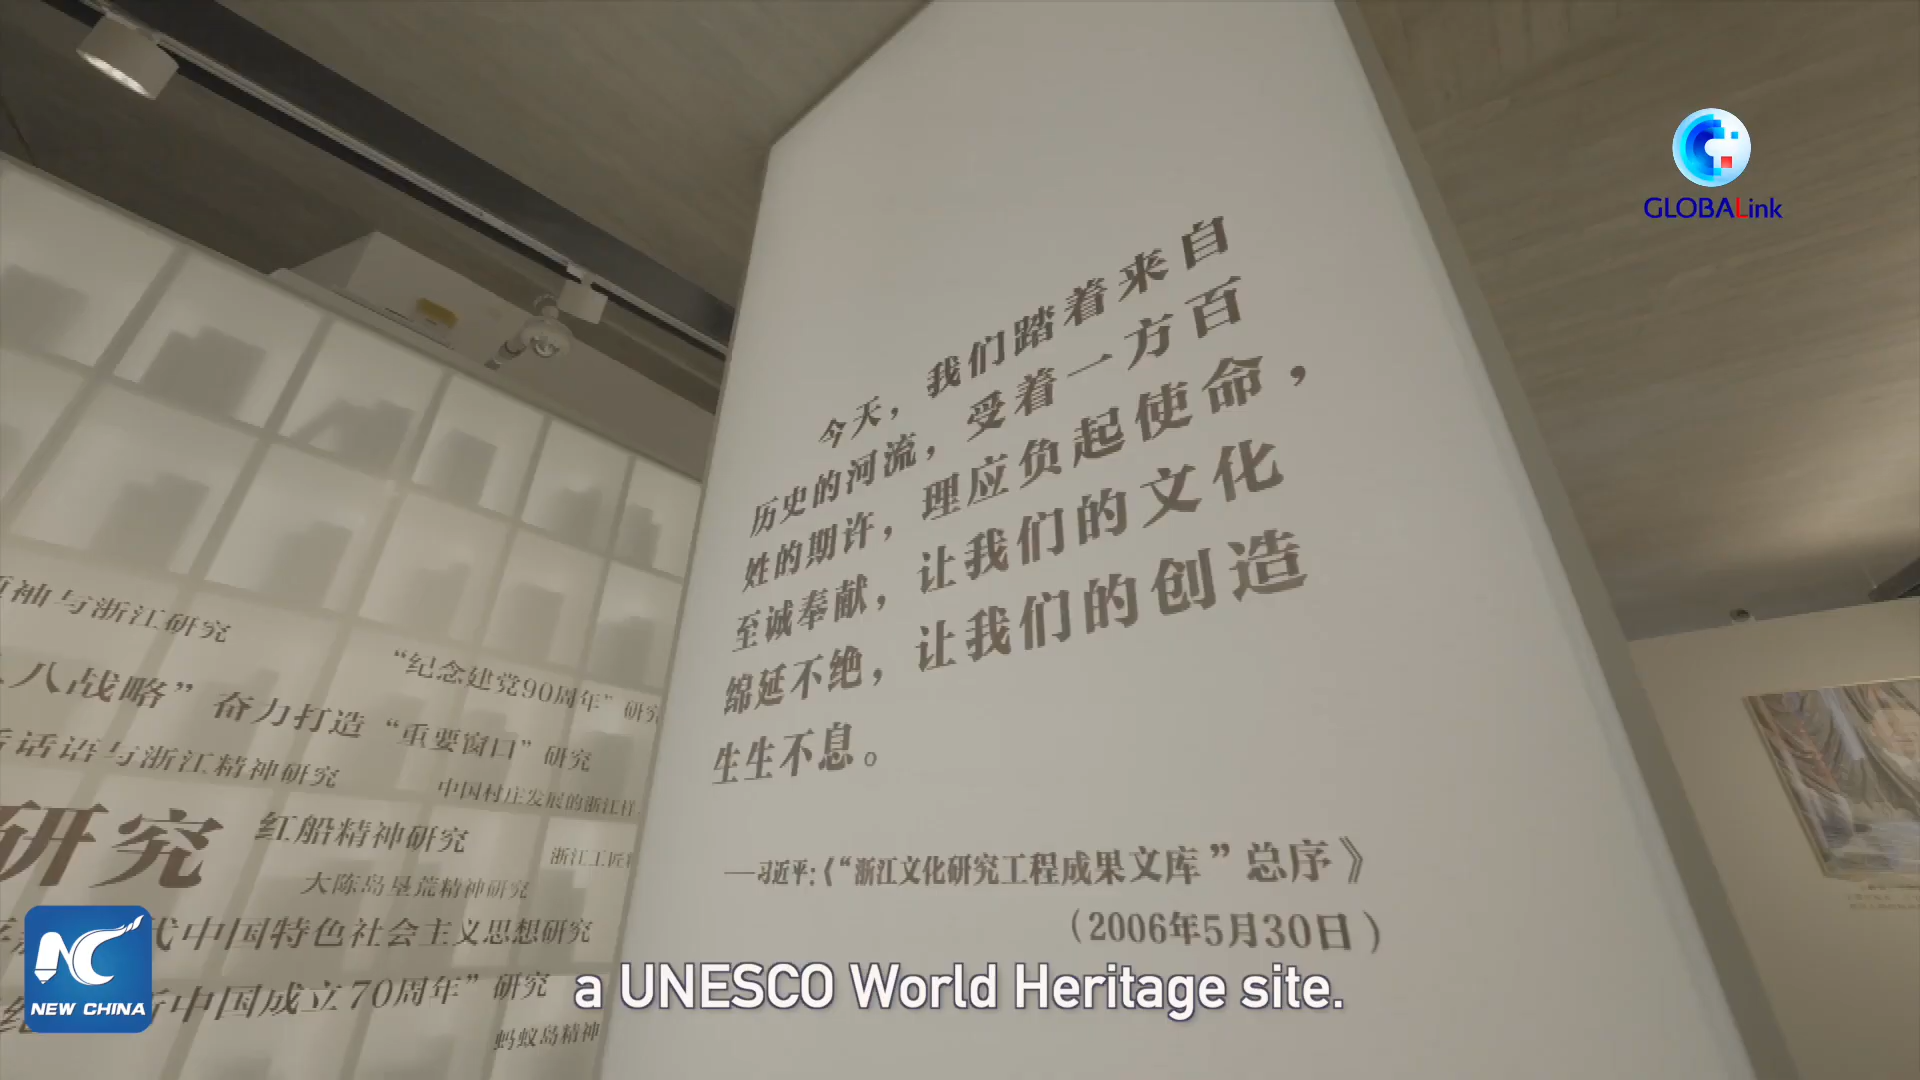 GLOBALink
今天，我们踏着来自
历史的河流，受着一方百
姓的期许，理应负起使命，
至诚奉献，让我们的文化
绵延不绝，让我们的创造
生生不息。
——习近平:《“浙江文化研究工程成果文库”总序》
（2006年5月30日）
袖与浙江研究
“纪念建党90周年”研究
八战略”奋力打造“重要窗口”研究
话语与浙江精神研究
中国村庄发展的浙江样
研究
红船精神研究
浙江工匠
大陈岛垦荒精神研究
代中国特色社会主义思想研究
中国成立70周年”研究
蚂蚁岛精神
NEW CHINA
a UNESCO World Heritage site.